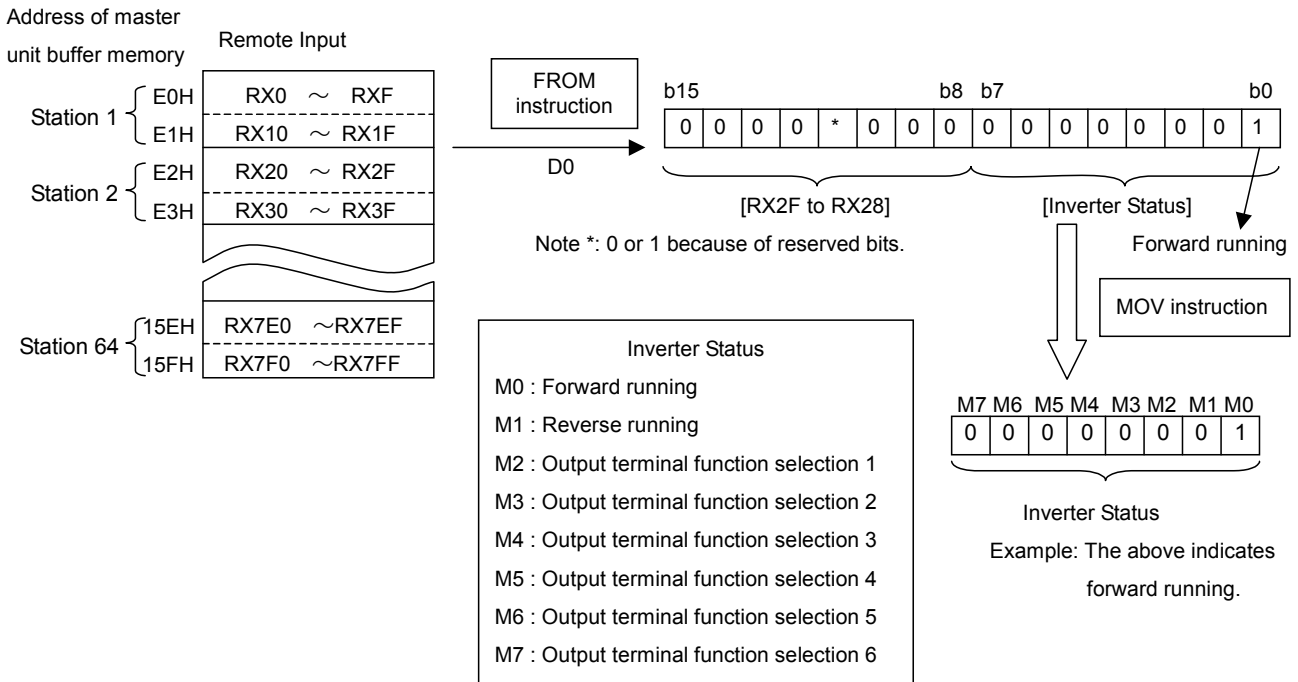 Address of master
unit buffer memory
Remote Input
Station 1
E0H RX0 ～ RXF
E1H RX10 ～ RX1F
Station 2
E2H RX20 ～ RX2F
E3H RX30 ～ RX3F
Station 64
15EH RX7E0 ～RX7EF
15FH RX7F0 ～RX7FF
FROM
instruction
D0
b15 b8 b7 b0
0 0 0 0 * 0 0 0 0 0 0 0 0 0 0 1
[RX2F to RX28] [Inverter Status]
Note *: 0 or 1 because of reserved bits.
Forward running
MOV instruction
Inverter Status
M0 : Forward running
M1 : Reverse running
M2 : Output terminal function selection 1
M3 : Output terminal function selection 2
M4 : Output terminal function selection 3
M5 : Output terminal function selection 4
M6 : Output terminal function selection 5
M7 : Output terminal function selection 6
M7 M6 M5 M4 M3 M2 M1 M0
0 0 0 0 0 0 0 1
Inverter Status
Example: The above indicates
forward running.